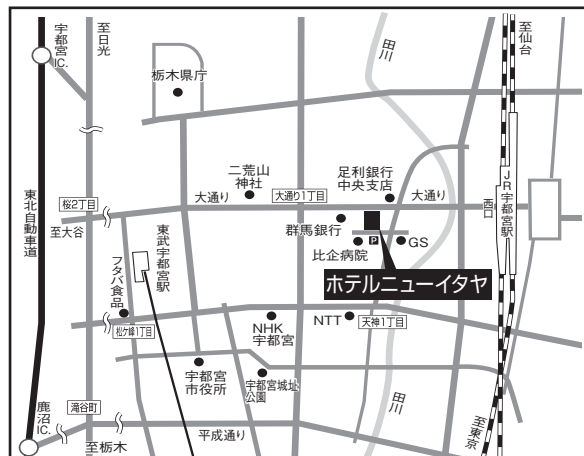 宇都宮
IC.
至日光
栃木県庁
田川
至仙台
東北自動車道
桜2丁目
至大谷
二荒山
神社
大通り
大通り1丁目
足利銀行
中央支店
大通り
西口
JR宇都宮駅
群馬銀行
比企病院
P
GS
ホテルニューイタヤ
東武宇都宮駅
フタバ食品
松が峰1丁目
NHK
宇都宮
NTT
天神1丁目
宇都宮
市役所
宇都宮城址
公園
田川
至東京
鹿沼
IC.
滝谷町
至栃木
平成通り